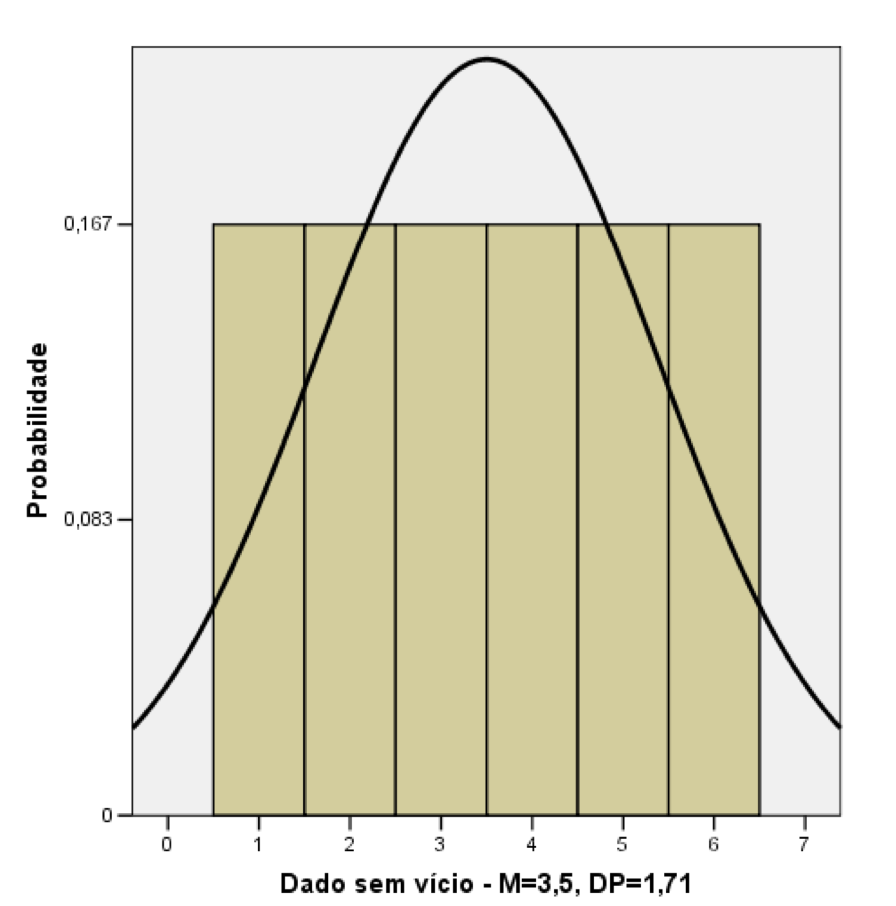 Probabilidade
0,167
0,083
0
0 1 2 3 4 5 6 7
Dado sem vício - M=3,5, DP=1,71